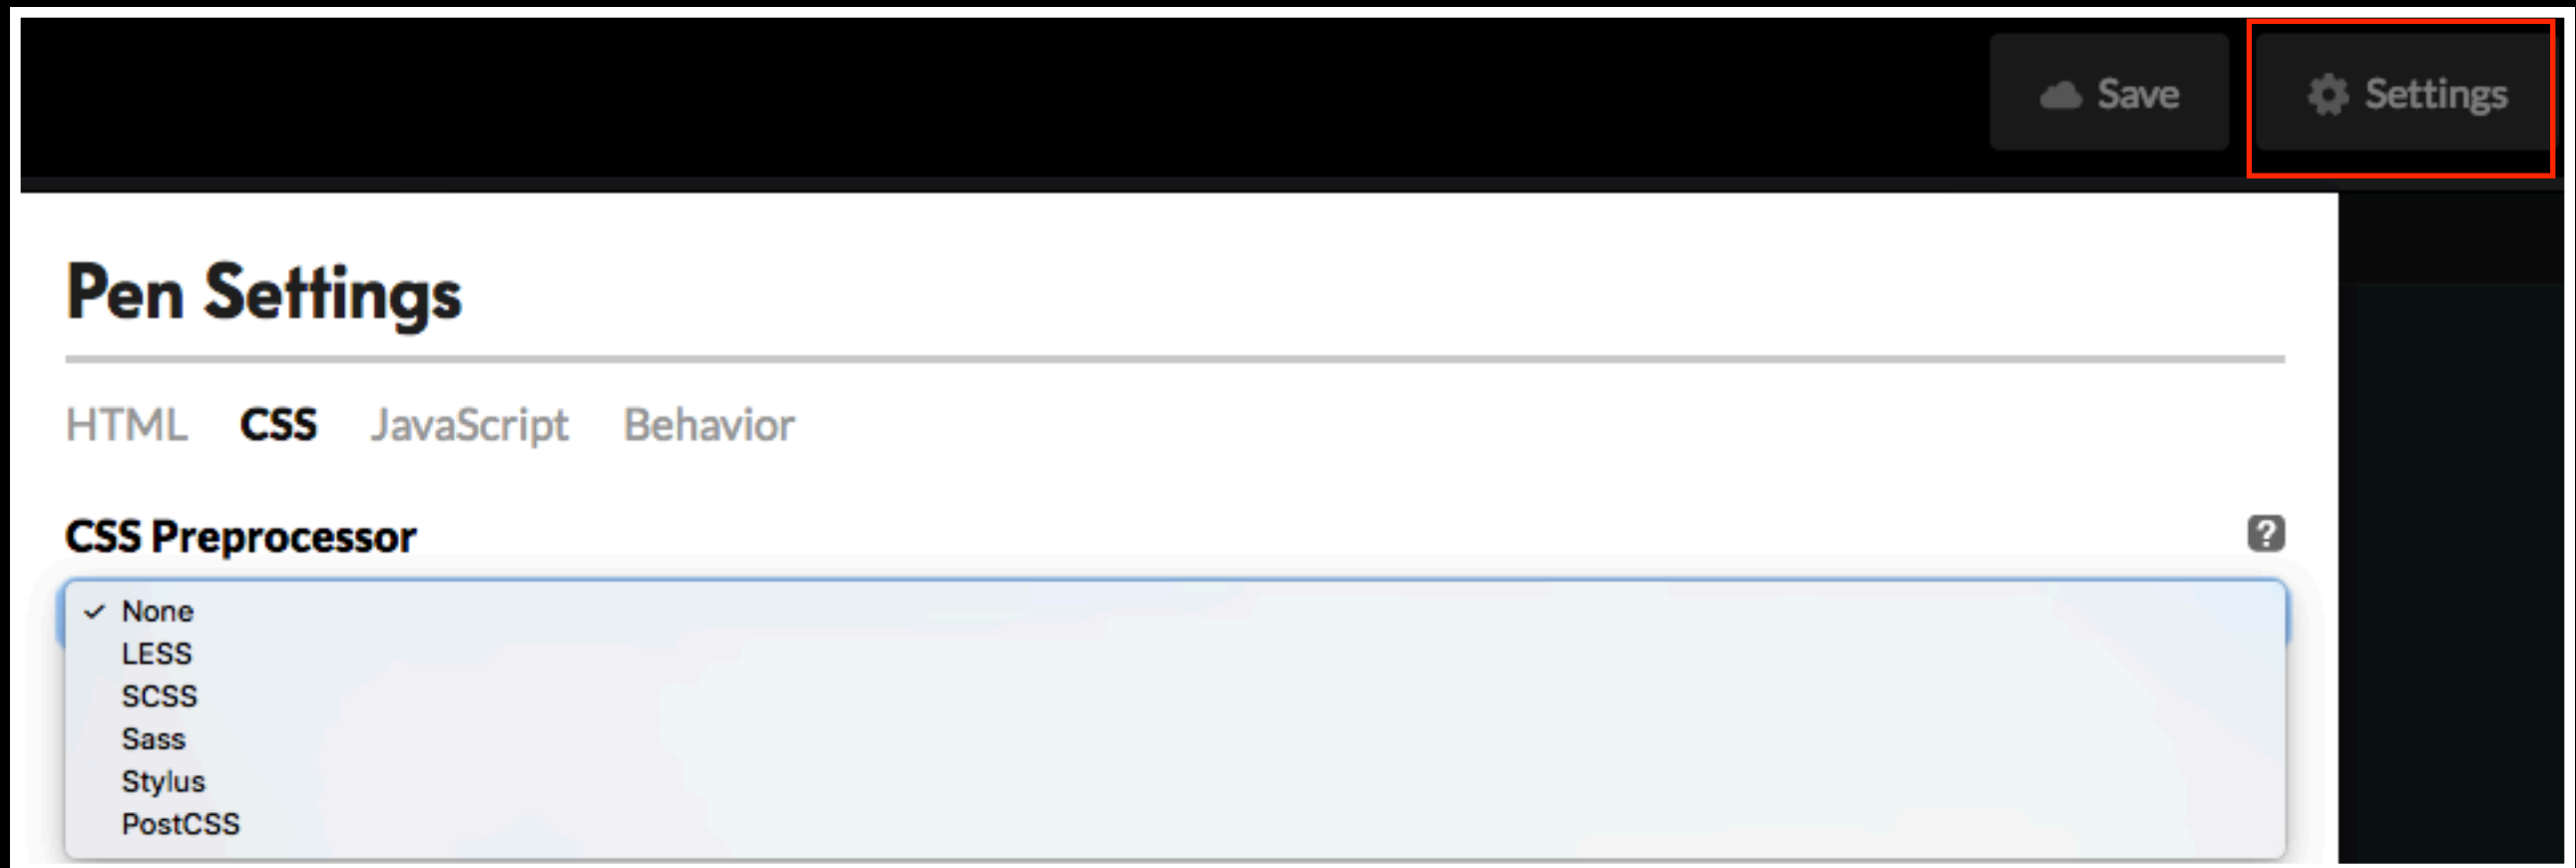 Save Settings
Pen Settings
HTML CSS JavaScript Behavior
CSS Preprocessor ?
✓ None
LESS
SCSS
Sass
Stylus
PostCSS